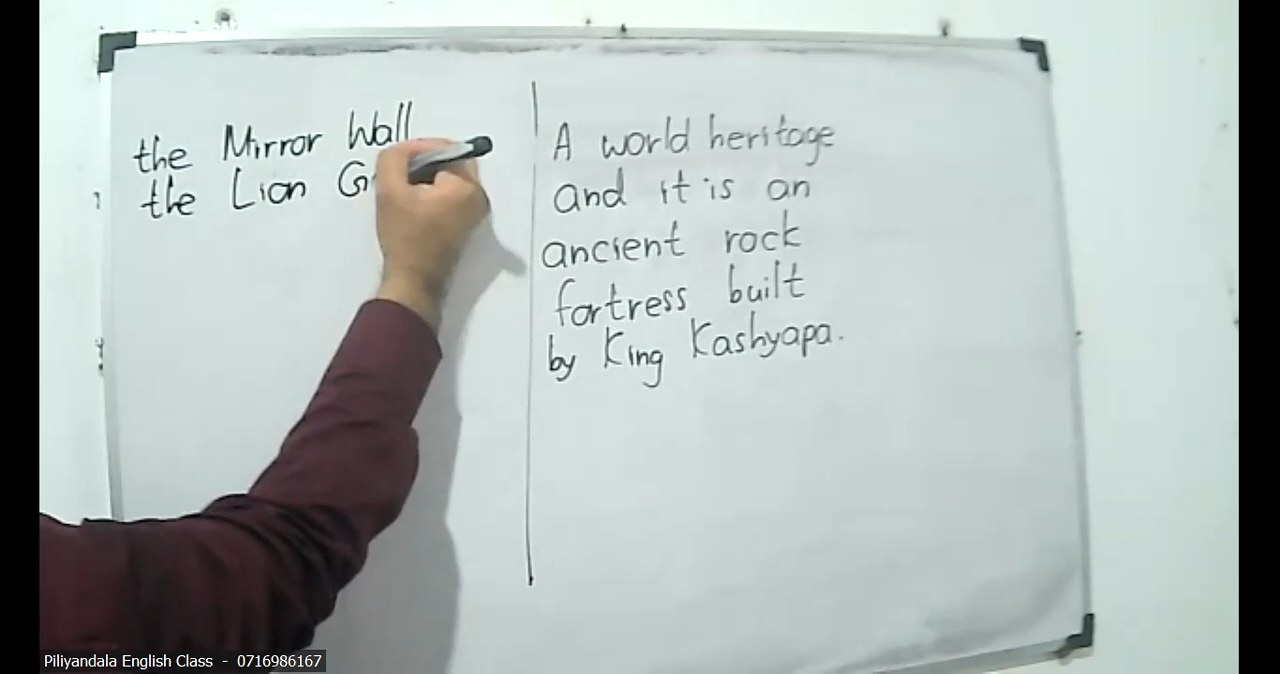 the Mirror Wall
the Lion
A world heritage
and it is an
ancient rock
fortress built
by King Kashyapa.
Piliyandala English Class - 0716986167